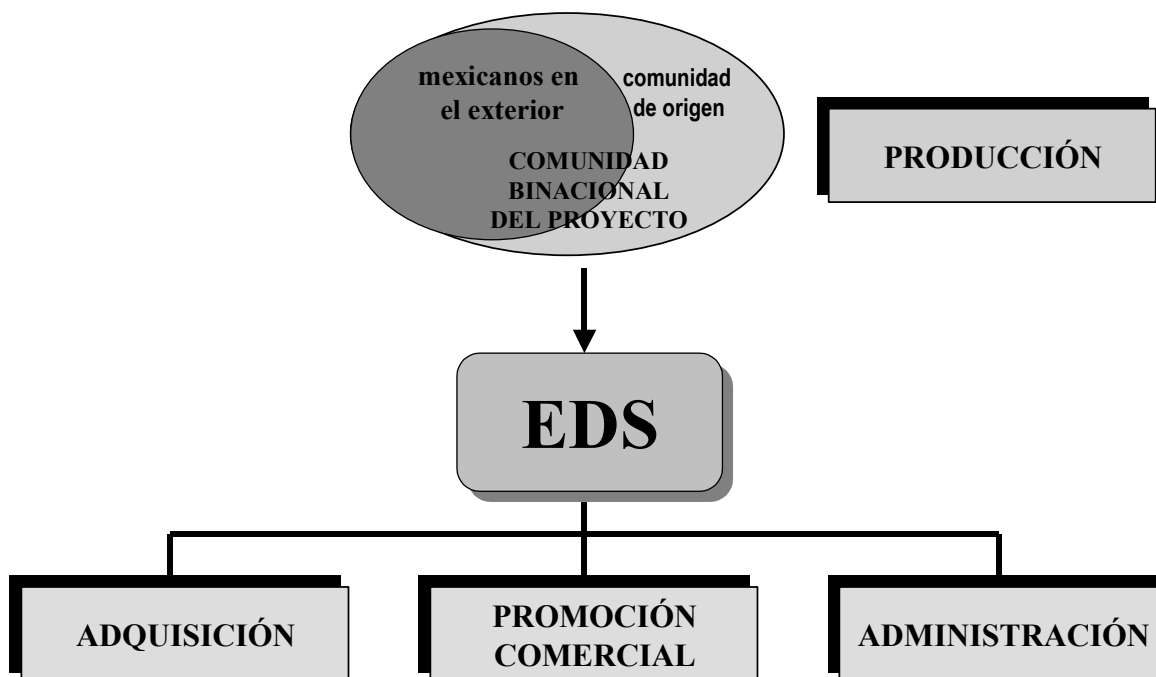 mexicanos en
el exterior
comunidad
de origen
COMUNIDAD
BINACIONAL
DEL PROYECTO
PRODUCCIÓN
EDS
ADQUISICIÓN
PROMOCIÓN
COMERCIAL
ADMINISTRACIÓN